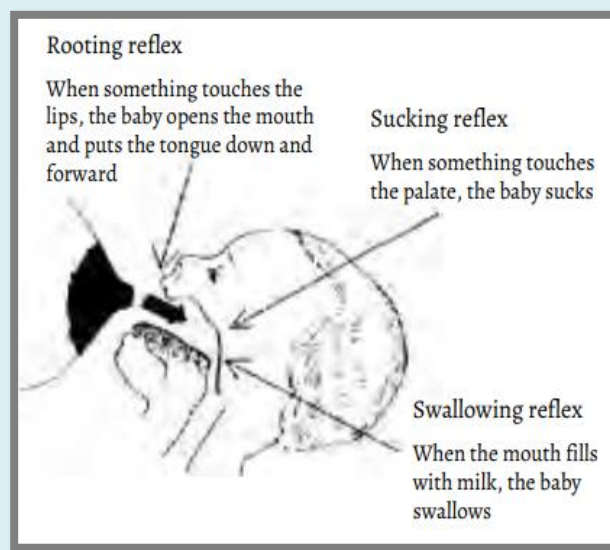 Rooting reflex
When something touches the
lips, the baby opens the mouth
and puts the tongue down and
forward
Sucking reflex
When something touches
the palate, the baby sucks
Swallowing reflex
When the mouth fills
with milk, the baby
swallows